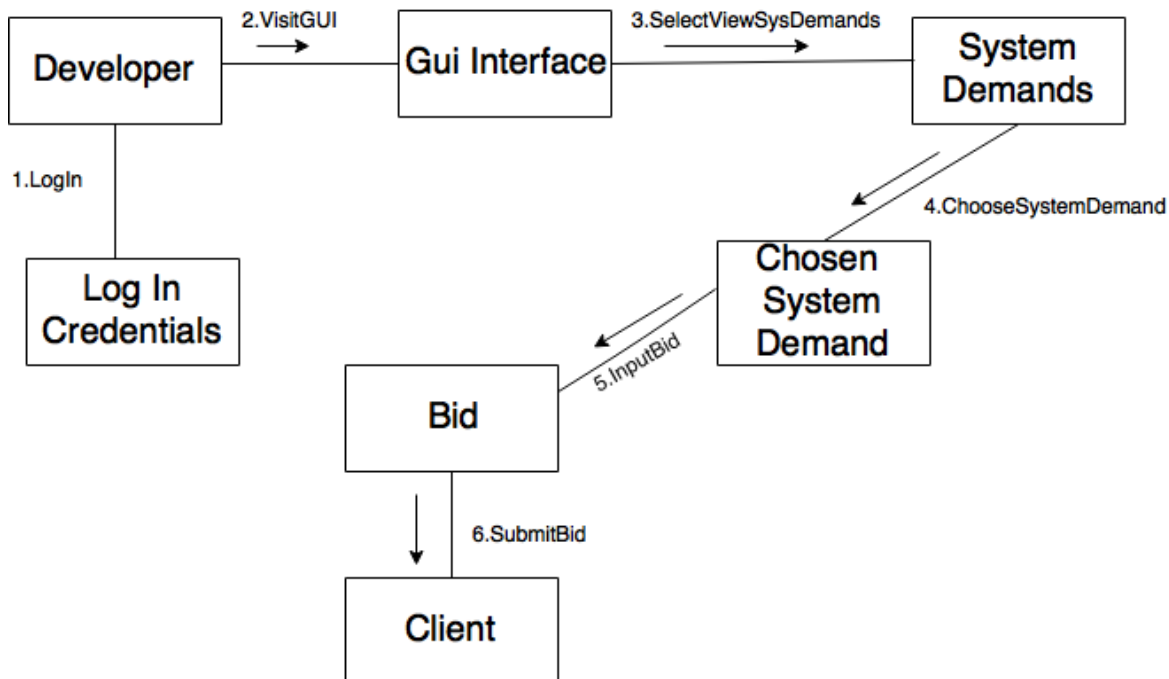 2.VisitGUI
3.SelectViewSysDemands
Developer
Gui Interface
System
Demands
1.LogIn
4.ChooseSystemDemand
Log In
Credentials
Chosen
System
Demand
5.InputBid
Bid
6.SubmitBid
Client